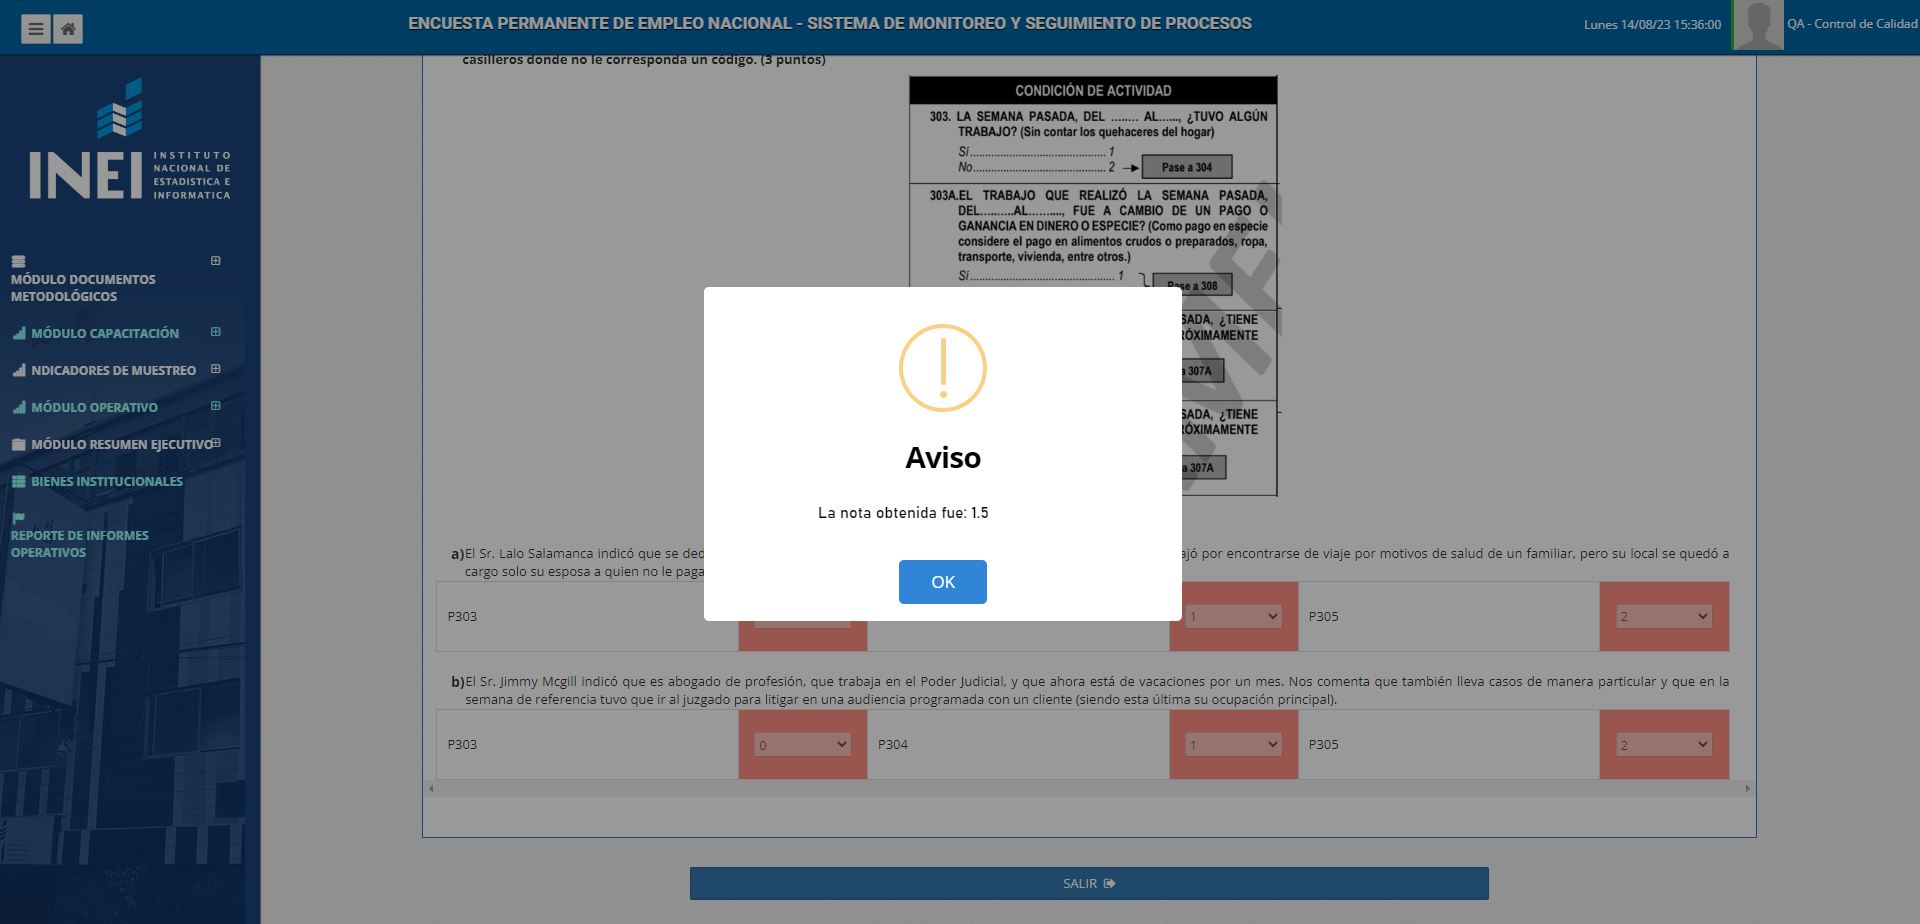 ENCUESTA PERMANENTE DE EMPLEO NACIONAL - SISTEMA DE MONITOREO Y SEGUIMIENTO DE PROCESOS
Lunes 14/08/23 15:36:00
QA - Control de Calidad
INEI
INSTITUTO
NACIONAL DE
ESTADISTICA E
INFORMATICA
MÓDULO DOCUMENTOS
METODOLÓGICOS
MÓDULO CAPACITACIÓN
NDICADORES DE MUESTREO
MÓDULO OPERATIVO
MÓDULO RESUMEN EJECUTIVO
BIENES INSTITUCIONALES
REPORTE DE INFORMES
OPERATIVOS
casilleros donde no le corresponda un código. (3 puntos)
CONDICIÓN DE ACTIVIDAD
303. LA SEMANA PASADA, DEL ........ AL......, ¿TUVO ALGÚN
TRABAJO? (Sin contar los quehaceres del hogar)
Sí............................................. 1
No............................................. 2 Pase a 304
303A.EL TRABAJO QUE REALIZÓ LA SEMANA PASADA,
DEL.........AL.........., FUE A CAMBIO DE UN PAGO O
GANANCIA EN DINERO O ESPECIE? (Como pago en especie
considere el pago en alimentos crudos o preparados, ropa,
transporte, vivienda, entre otros.)
Sí................................................ 1
Pase a 308
SADA, ¿TIENE
RÓXIMAMENTE
a 307A
SADA, ¿TIENE
RÓXIMAMENTE
a 307A
Aviso
La nota obtenida fue: 1.5
OK
a)El Sr. Lalo Salamanca indicó que se ded ajó por encontrarse de viaje por motivos de salud de un familiar, pero su local se quedó a
cargo solo su esposa a quien no le paga
P303 1 P305 2
b)El Sr. Jimmy Mcgill indicó que es abogado de profesión, que trabaja en el Poder Judicial, y que ahora está de vacaciones por un mes. Nos comenta que también lleva casos de manera particular y que en la
semana de referencia tuvo que ir al juzgado para litigar en una audiencia programada con un cliente (siendo esta última su ocupación principal).
P303 0 P304 1 P305 2
SALIR